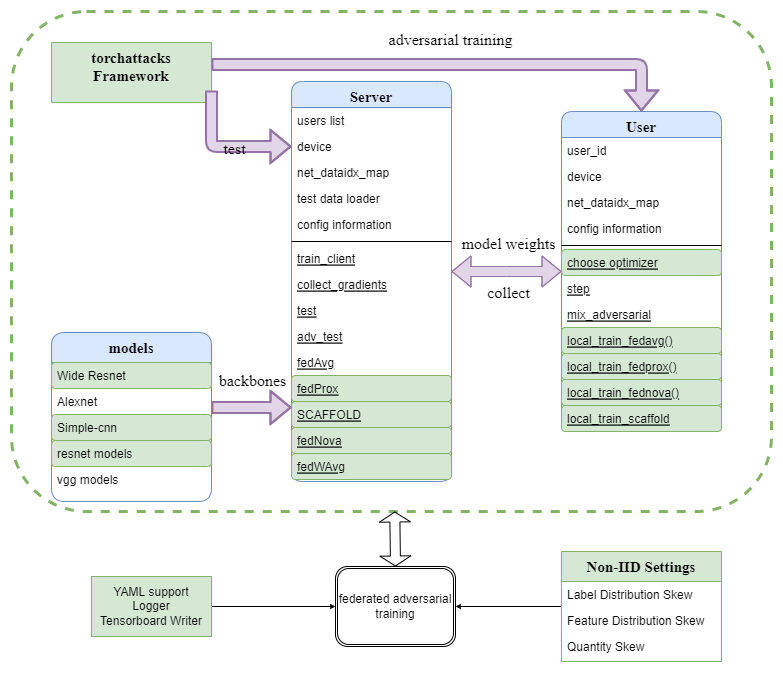 adversarial training
torchattacks
Framework
test
Server
users list
device
net_dataidx_map
test data loader
config information
train_client
collect_gradients
test
adv_test
fedAvg
fedProx
SCAFFOLD
fedNova
fedWAvg
model weights
collect
User
user_id
device
net_dataidx_map
config information
choose optimizer
step
mix_adversarial
local_train_fedavg()
local_train_fedprox()
local_train_fednova()
local_train_scaffold
models
Wide Resnet
Alexnet
Simple-cnn
resnet models
vgg models
backbones
YAML support
Logger
Tensorboard Writer
federated adversarial
training
Non-IID Settings
Label Distribution Skew
Feature Distribution Skew
Quantity Skew